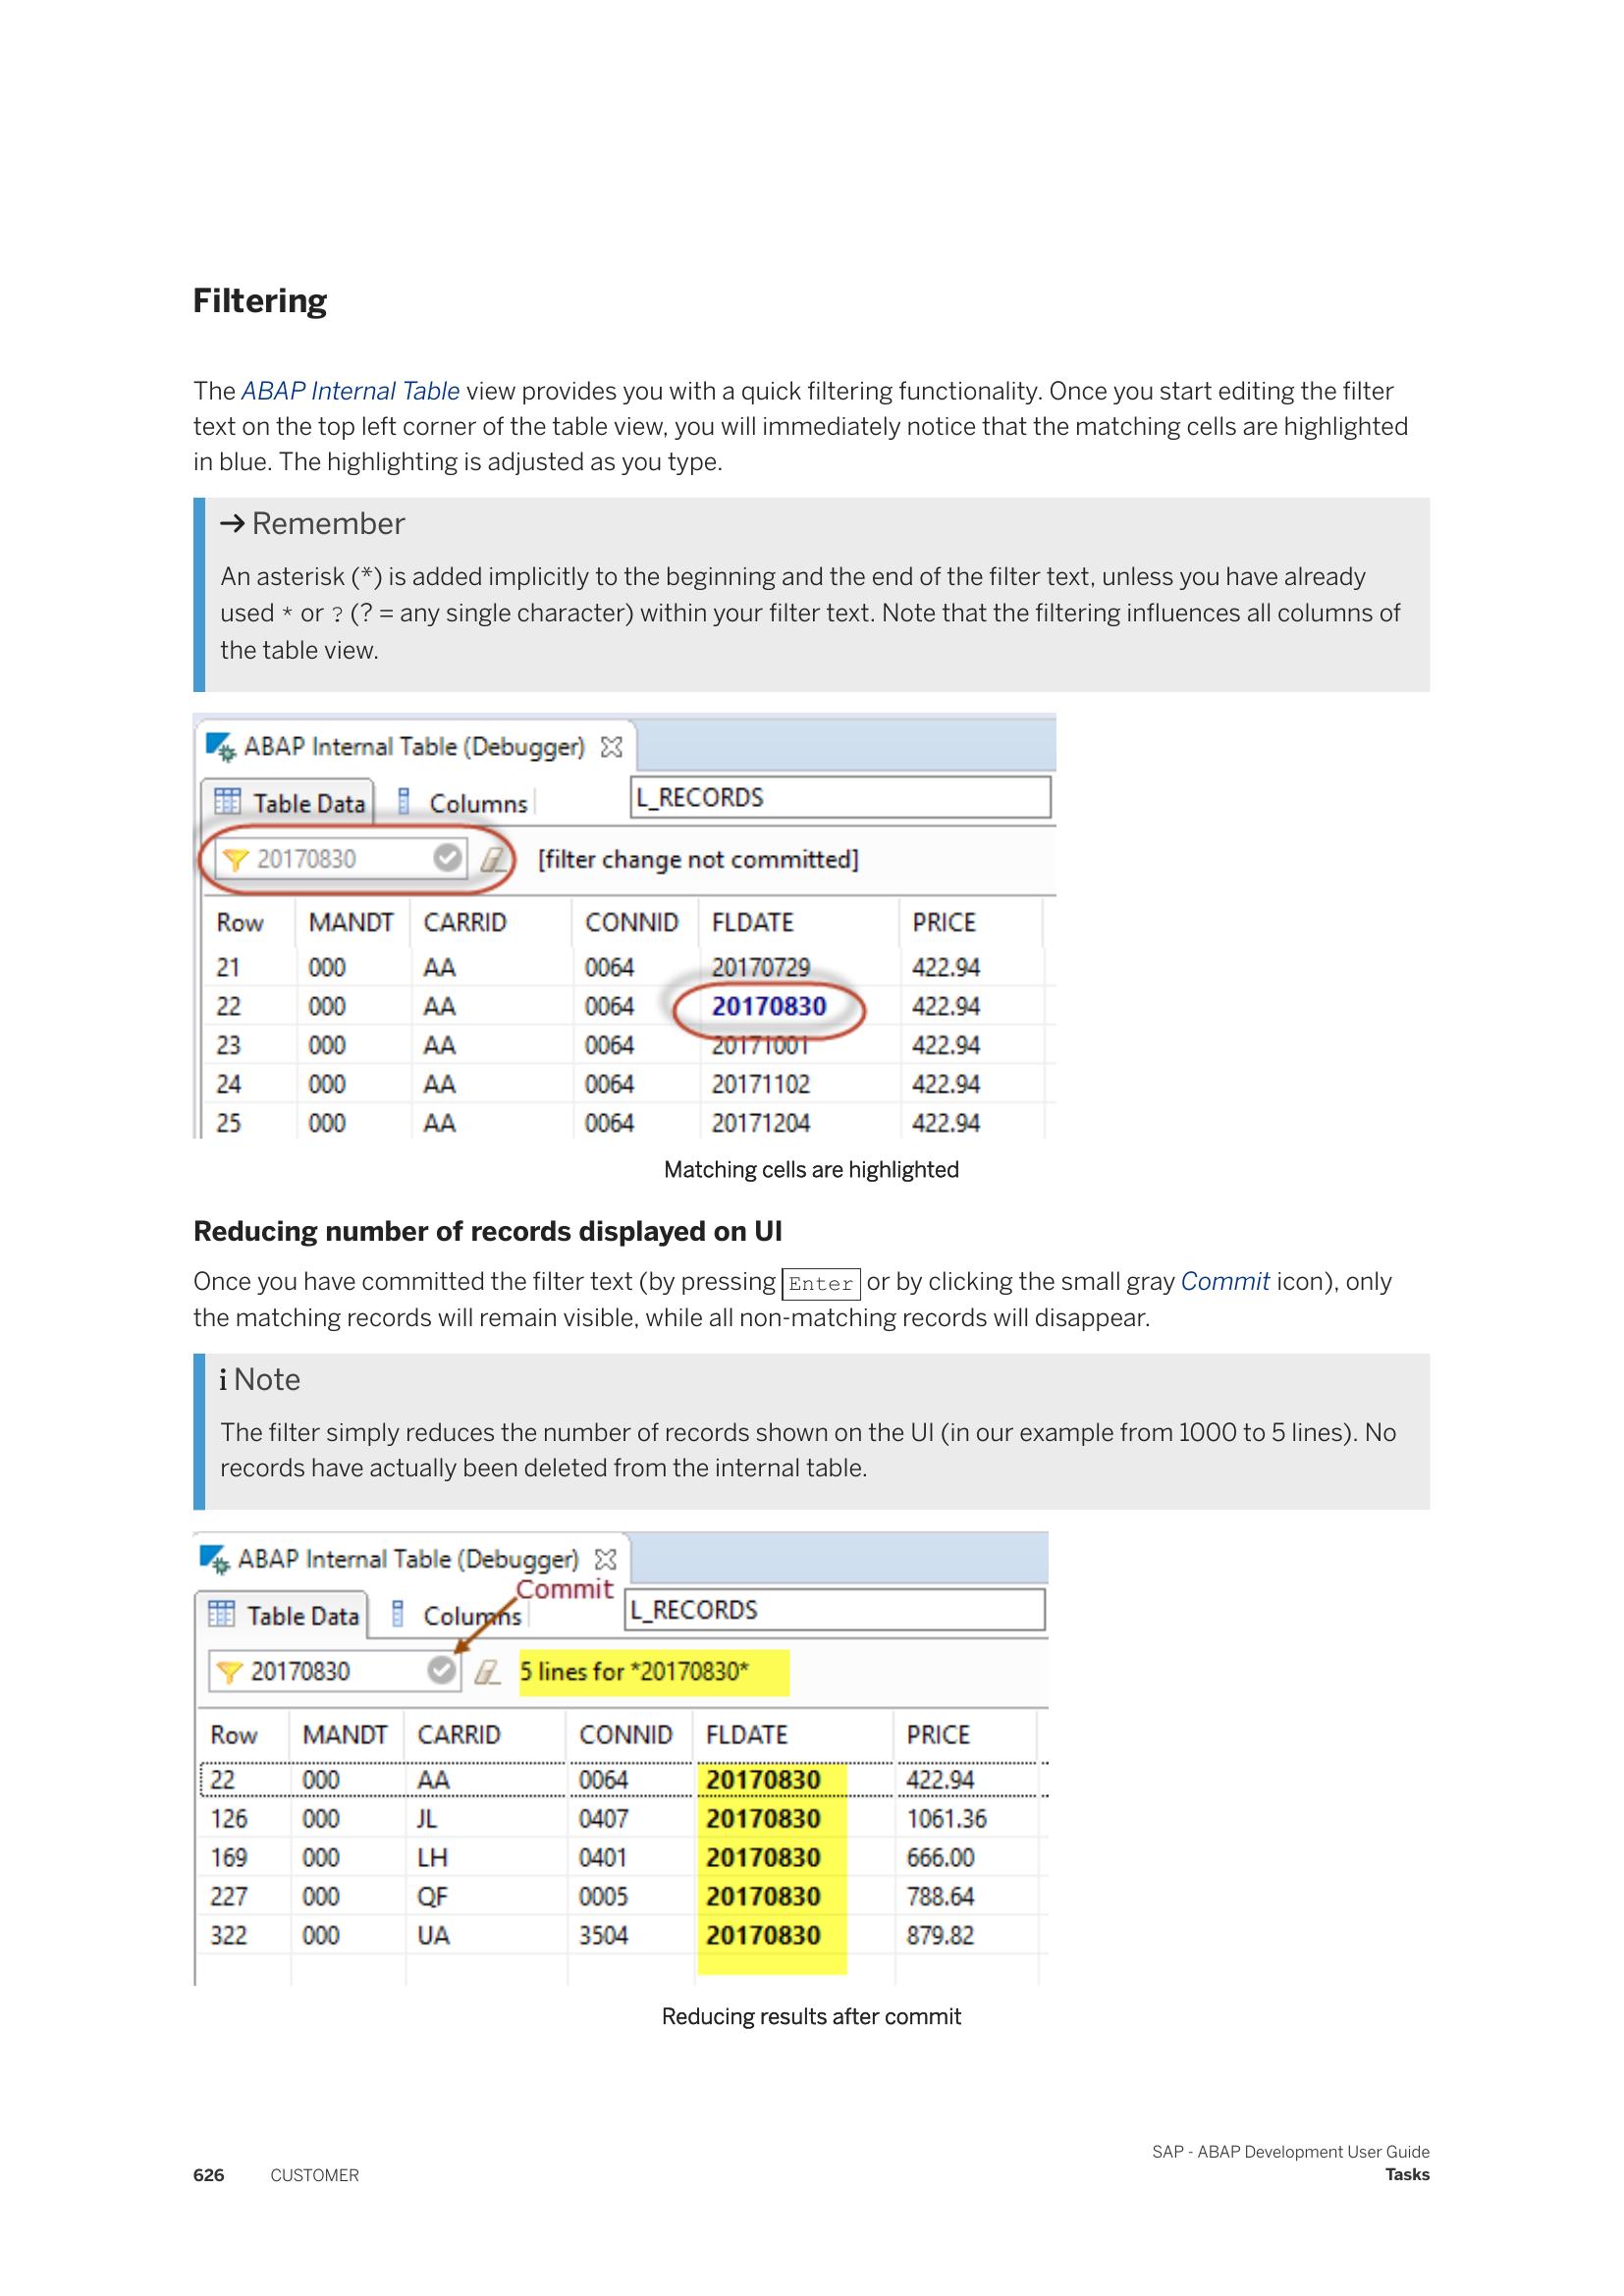 Filtering
The ABAP Internal Table view provides you with a quick filtering functionality. Once you start editing the filter
text on the top left corner of the table view, you will immediately notice that the matching cells are highlighted
in blue. The highlighting is adjusted as you type.
→ Remember
An asterisk (*) is added implicitly to the beginning and the end of the filter text, unless you have already
used * or ? (? = any single character) within your filter text. Note that the filtering influences all columns of
the table view.
ABAP Internal Table (Debugger)
Table Data Columns L_RECORDS
20170830 [filter change not committed]
Row MANDT CARRID CONNID FLDATE PRICE
21 000 AA 0064 20170729 422.94
22 000 AA 0064 20170830 422.94
23 000 AA 0064 20171001 422.94
24 000 AA 0064 20171102 422.94
25 000 AA 0064 20171204 422.94
Matching cells are highlighted
Reducing number of records displayed on UI
Once you have committed the filter text (by pressing Enter or by clicking the small gray Commit icon), only
the matching records will remain visible, while all non-matching records will disappear.
i Note
The filter simply reduces the number of records shown on the UI (in our example from 1000 to 5 lines). No
records have actually been deleted from the internal table.
ABAP Internal Table (Debugger)
Commit
Table Data Columns L_RECORDS
20170830 5 lines for *20170830*
Row MANDT CARRID CONNID FLDATE PRICE
22 000 AA 0064 20170830 422.94
126 000 JL 0407 20170830 1061.36
169 000 LH 0401 20170830 666.00
227 000 QF 0005 20170830 788.64
322 000 UA 3504 20170830 879.82
Reducing results after commit
SAP - ABAP Development User Guide
626 CUSTOMER Tasks